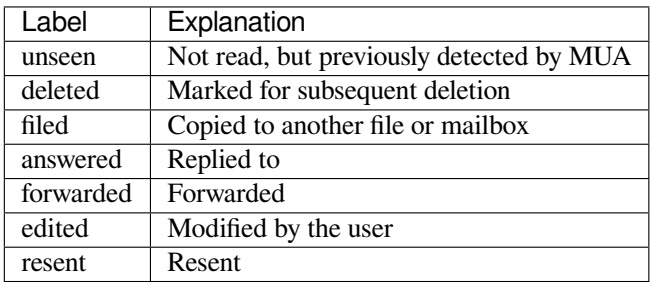 Label Explanation
unseen Not read, but previously detected by MUA
deleted Marked for subsequent deletion
filed Copied to another file or mailbox
answered Replied to
forwarded Forwarded
edited Modified by the user
resent Resent